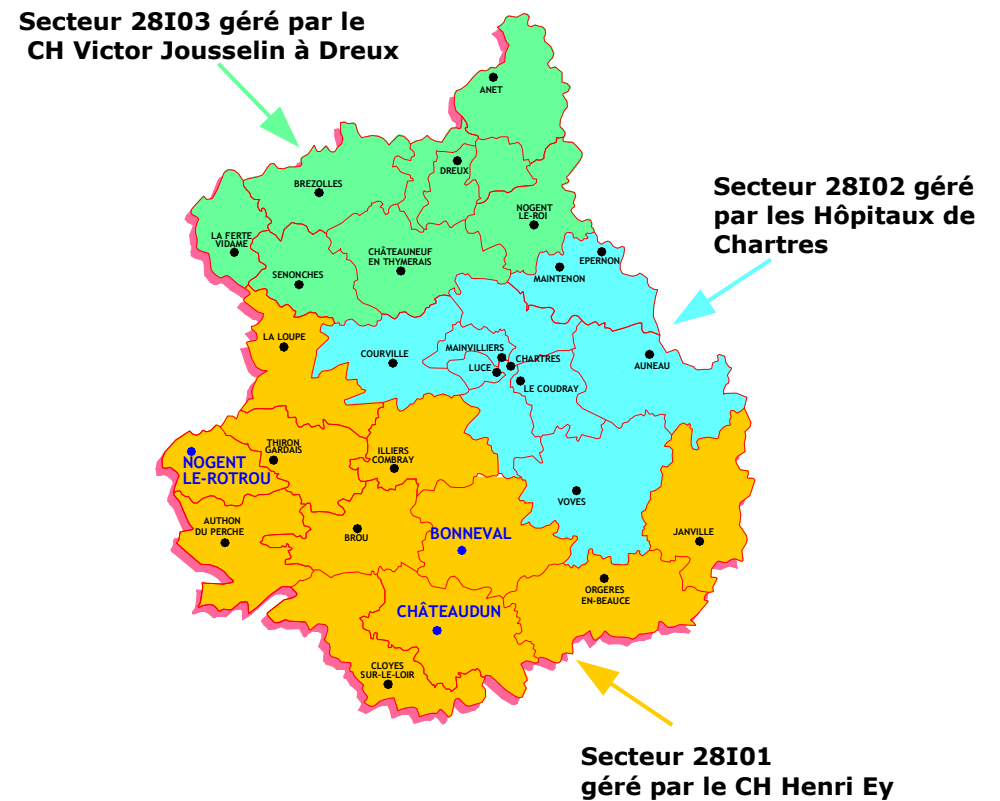 Secteur 28I03 géré par le
CH Victor Jousselin à Dreux
ANET
DREUX
BREZOLLES
Secteur 28I02 géré
par les Hôpitaux de
Chartres
NOGENT
LE-ROI
LA FERTE
VIDAME
CHÂTEAUNEUF
EN THYMERAIS
EPERNON
SENONCHES
MAINTENON
LA LOUPE
MAINVILLIERS
COURVILLE
CHARTRES
LUCE
AUNEAU
LE COUDRAY
THIRON
GARDAIS
ILLIERS
COMBRAY
NOGENT
LE-ROTROU
VOVES
AUTHON
DU PERCHE
BROU
BONNEVAL
JANVILLE
ORGERES
EN-BEAUCE
CHÂTEAUDUN
CLOYES
SUR-LE-LOIR
Secteur 28I01
géré par le CH Henri Ey